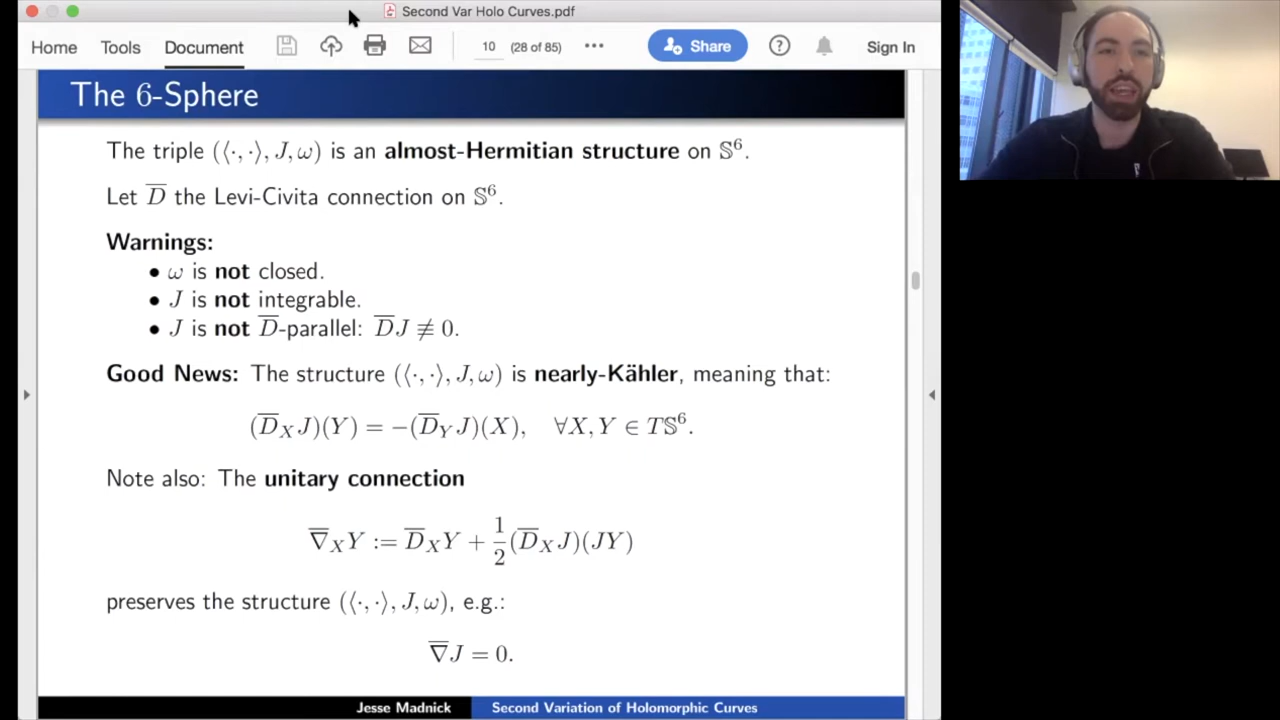 Second Var Holo Curves.pdf
Home Tools Document 10 (28 of 85) ••• Share Sign In
The 6-Sphere
The triple (⟨·, ·⟩, J, ω) is an almost-Hermitian structure on 𝕊⁶.
Let D̅ the Levi-Civita connection on 𝕊⁶.
Warnings:
• ω is not closed.
• J is not integrable.
• J is not D̅-parallel: D̅J ≢ 0.
Good News: The structure (⟨·, ·⟩, J, ω) is nearly-Kähler, meaning that:
(D̅_X J)(Y) = −(D̅_Y J)(X), ∀X, Y ∈ T𝕊⁶.
Note also: The unitary connection
∇̅_X Y := D̅_X Y + 1/2 (D̅_X J)(JY)
preserves the structure (⟨·, ·⟩, J, ω), e.g.:
∇̅J = 0.
Jesse Madnick Second Variation of Holomorphic Curves